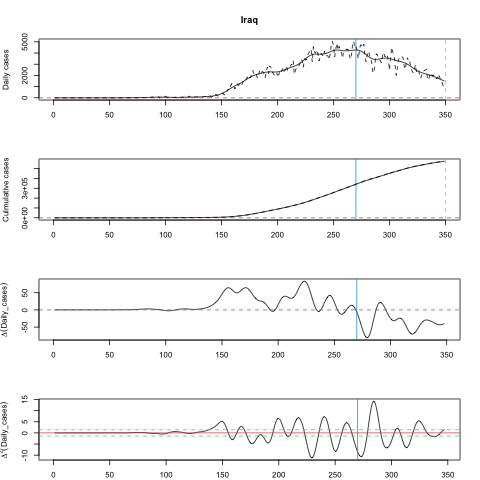 Iraq
Daily cases
0 2000 5000
0 50 100 150 200 250 300 350
Culmulative cases
0e+00 3e+05
0 50 100 150 200 250 300 350
Δ(Daily_cases)
-50 0 50
0 50 100 150 200 250 300 350
Δ²(Daily_cases)
-10 0 5 15
0 50 100 150 200 250 300 350